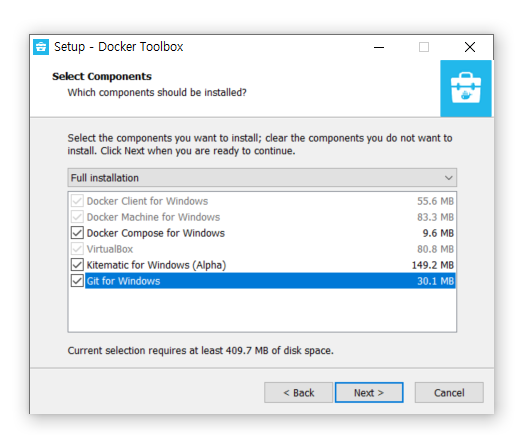 Setup - Docker Toolbox
Select Components
Which components should be installed?
Select the components you want to install; clear the components you do not want to
install. Click Next when you are ready to continue.
Full installation
Docker Client for Windows 55.6 MB
Docker Machine for Windows 83.3 MB
Docker Compose for Windows 9.6 MB
VirtualBox 80.8 MB
Kitematic for Windows (Alpha) 149.2 MB
Git for Windows 30.1 MB
Current selection requires at least 409.7 MB of disk space.
< Back Next > Cancel